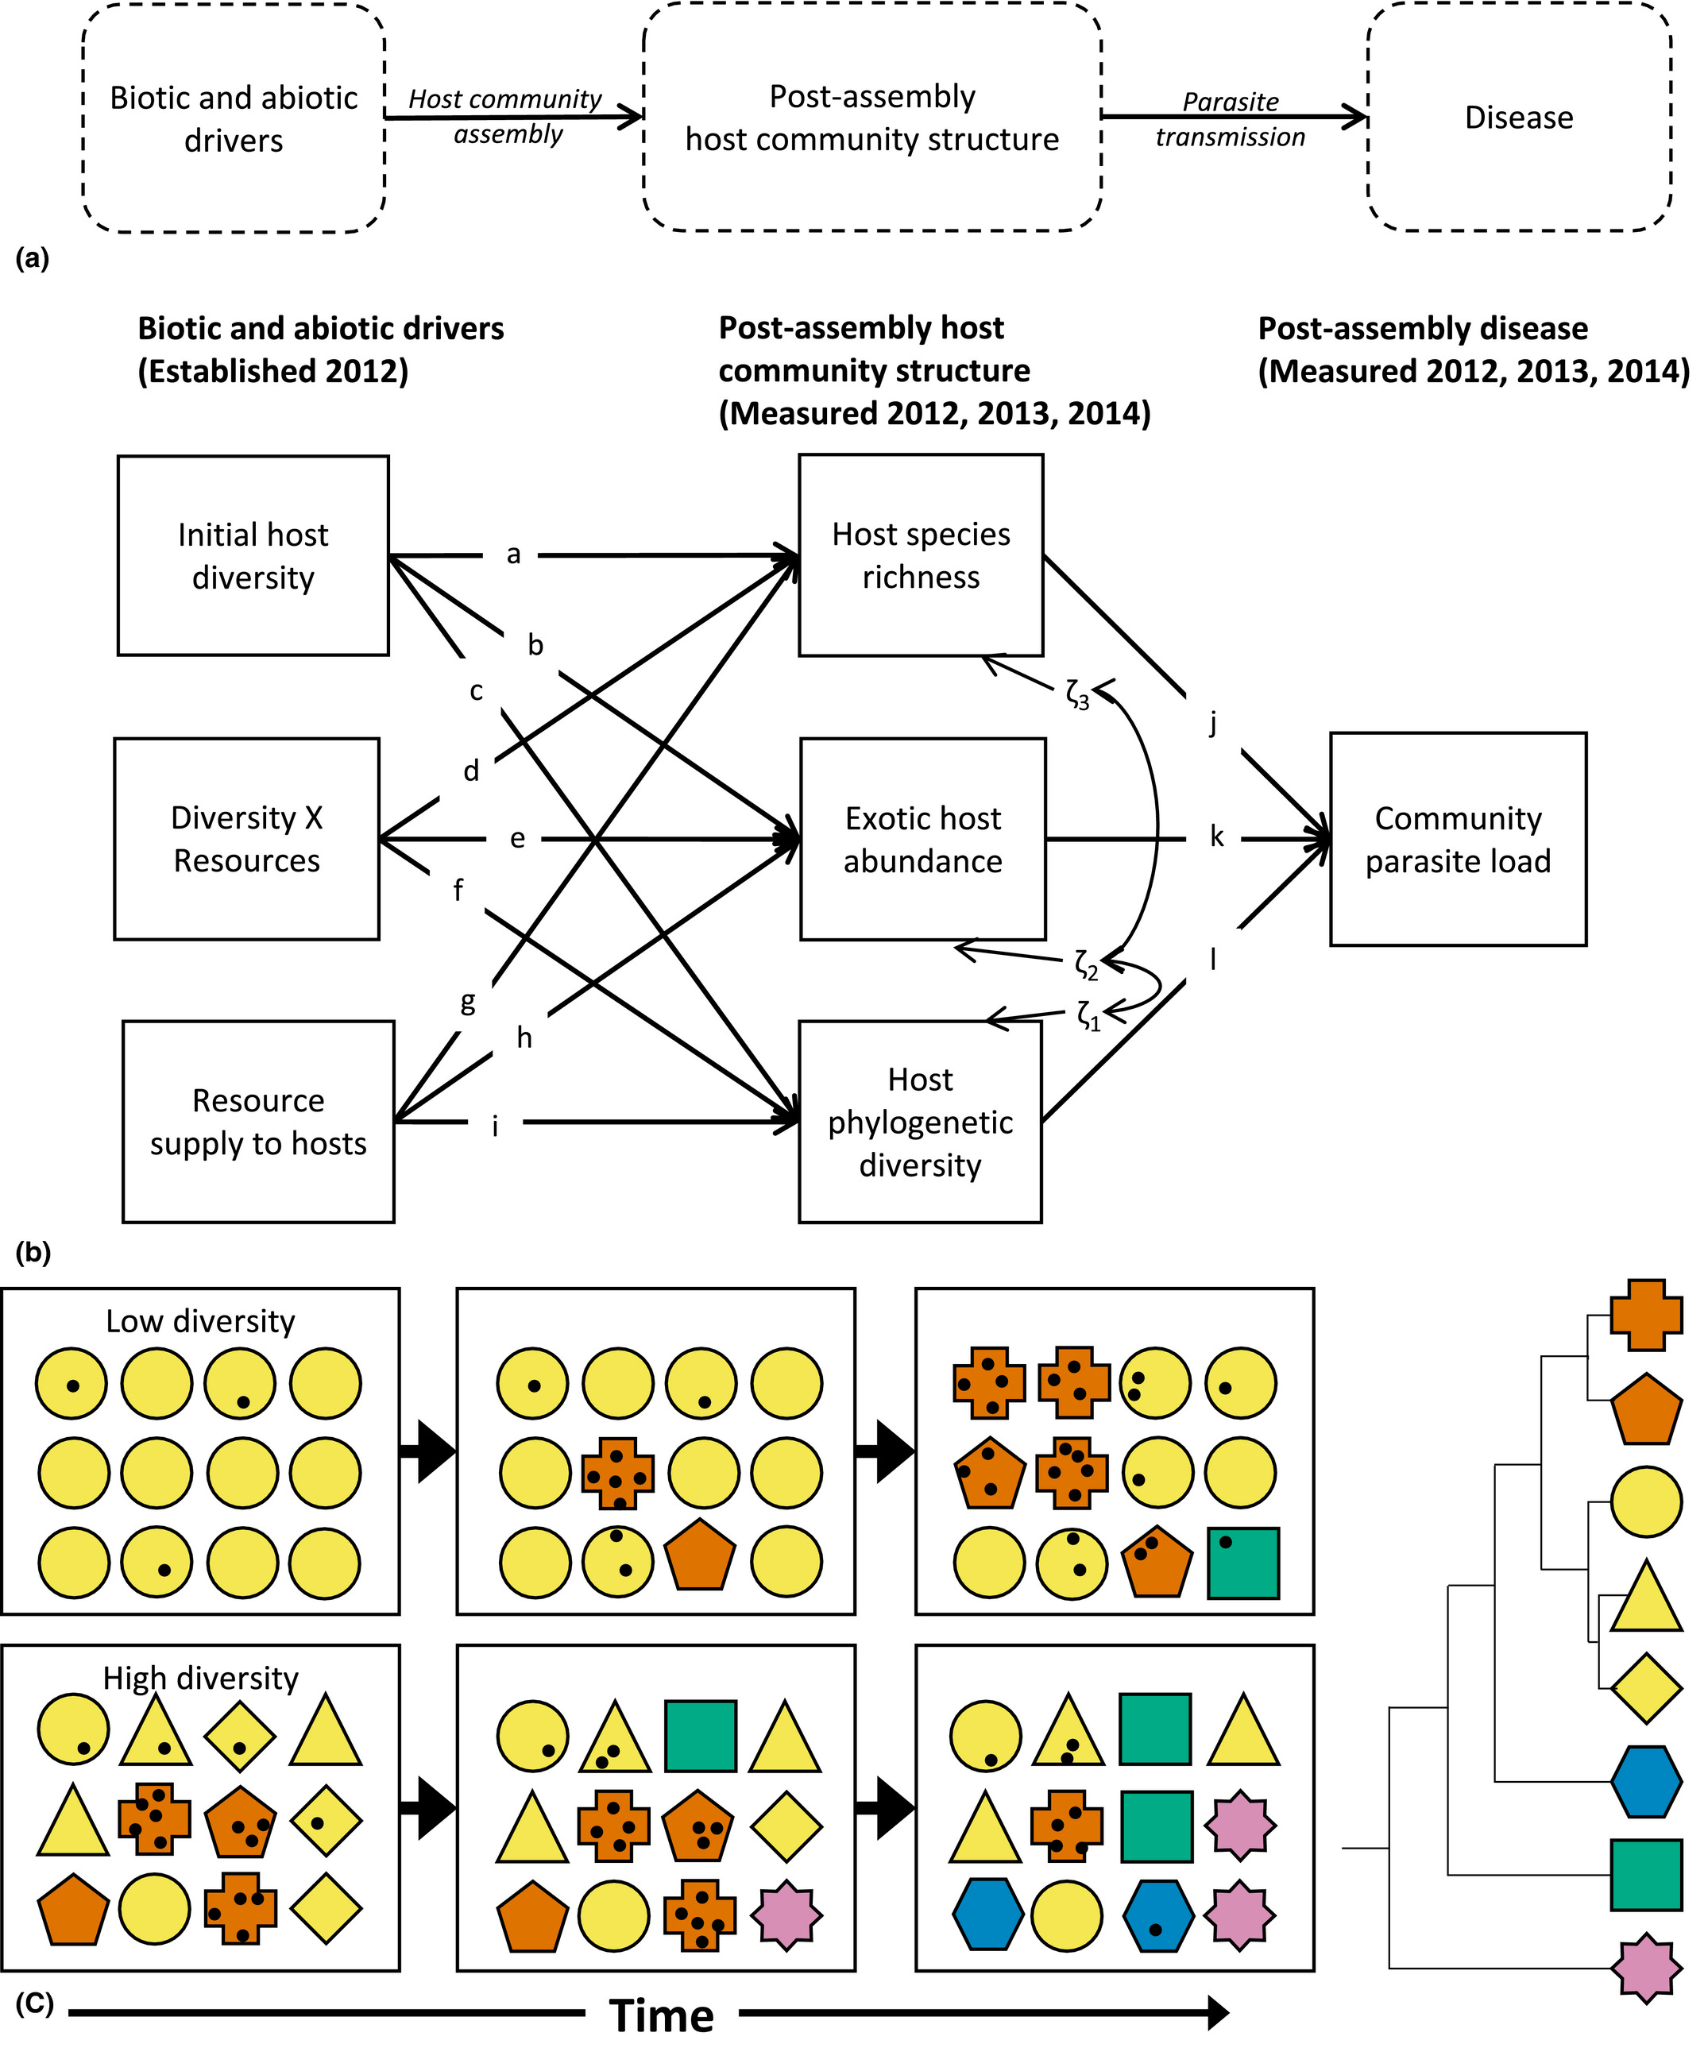 Biotic and abiotic
drivers
Host community
assembly
Post-assembly
host community structure
Parasite
transmission
Disease
(a)
Biotic and abiotic drivers
(Established 2012)
Post-assembly host
community structure
(Measured 2012, 2013, 2014)
Post-assembly disease
(Measured 2012, 2013, 2014)
Initial host
diversity
Diversity X
Resources
Resource
supply to hosts
a
b
c
d
e
f
g
h
i
Host species
richness
Exotic host
abundance
Host
phylogenetic
diversity
ζ3
ζ2
ζ1
j
k
l
Community
parasite load
(b)
Low diversity
High diversity
(C)
Time